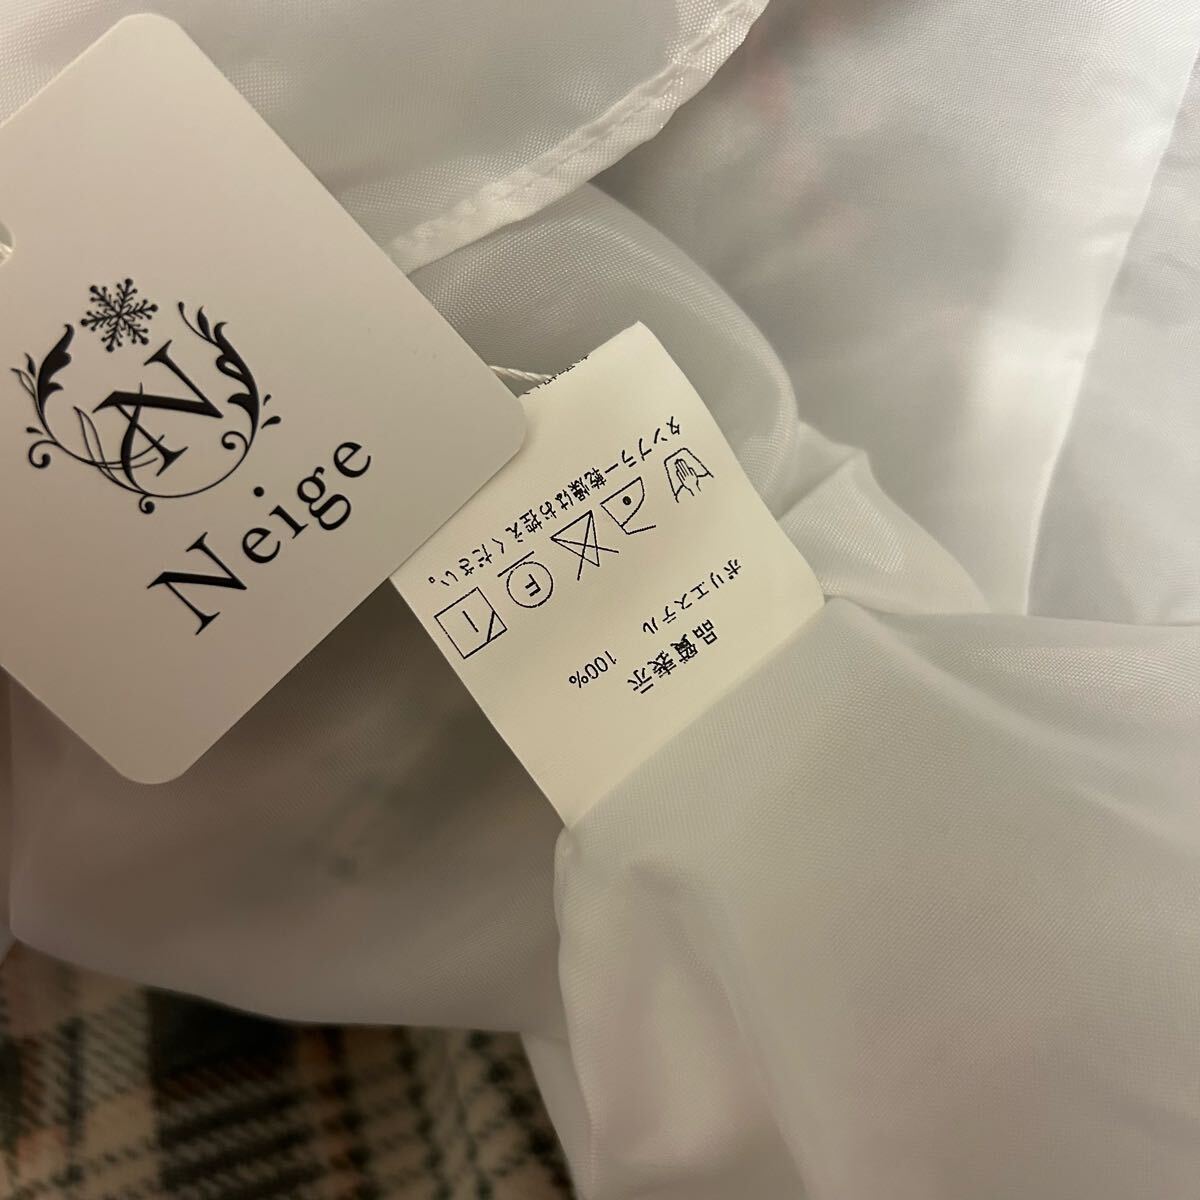 Neige
品質表示
ポリエステル 100%
F
タンブラー乾燥はお控えください。